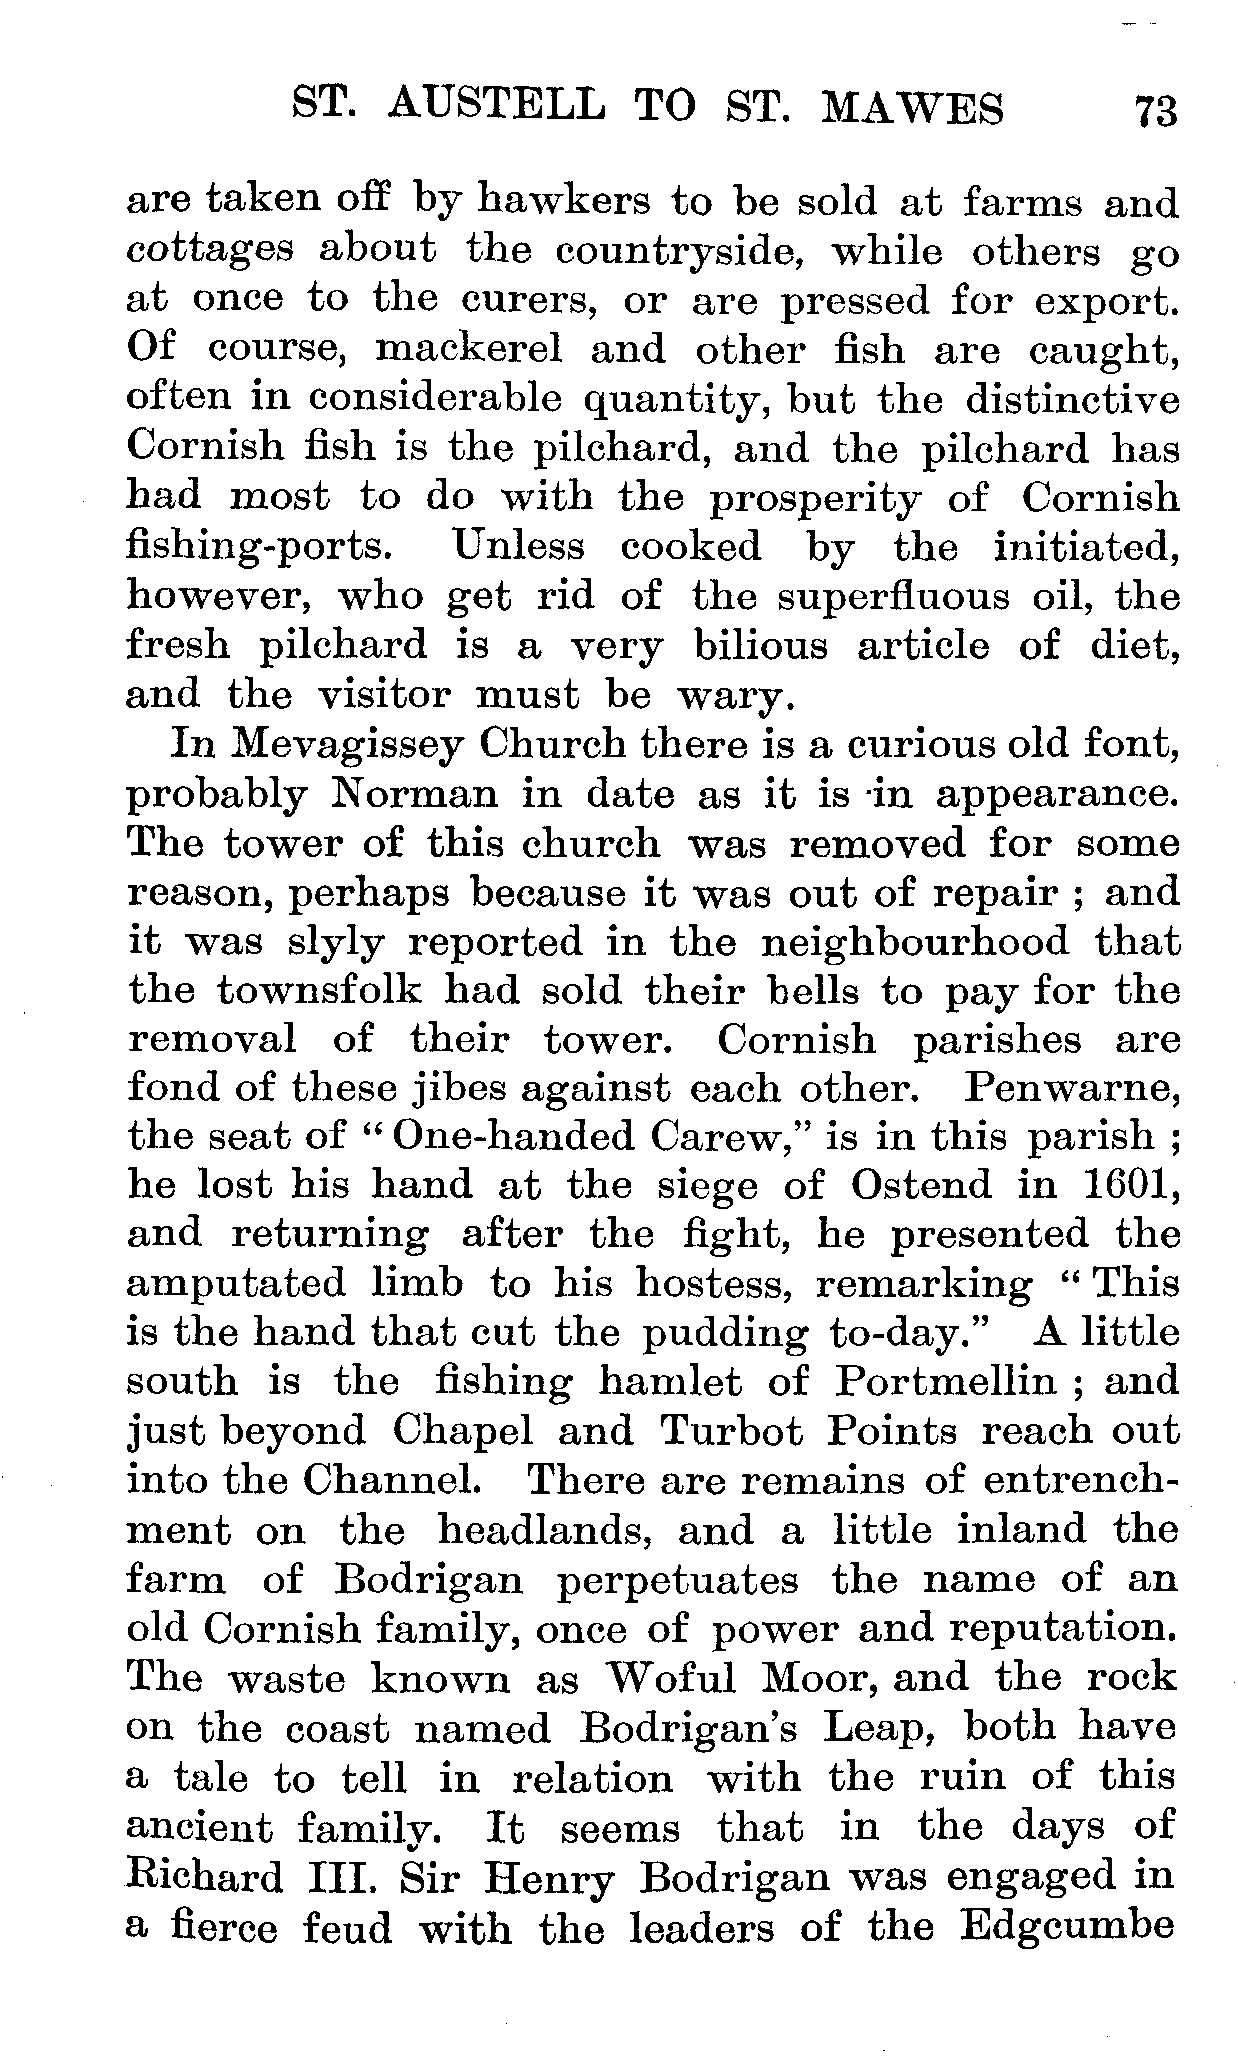 ST. AUSTELL TO ST. MAWES 73
are taken off by hawkers to be sold at farms and
cottages about the countryside, while others go
at once to the curers, or are pressed for export.
Of course, mackerel and other fish are caught,
often in considerable quantity, but the distinctive
Cornish fish is the pilchard, and the pilchard has
had most to do with the prosperity of Cornish
fishing-ports. Unless cooked by the initiated,
however, who get rid of the superfluous oil, the
fresh pilchard is a very bilious article of diet,
and the visitor must be wary.
In Mevagissey Church there is a curious old font,
probably Norman in date as it is in appearance.
The tower of this church was removed for some
reason, perhaps because it was out of repair ; and
it was slyly reported in the neighbourhood that
the townsfolk had sold their bells to pay for the
removal of their tower. Cornish parishes are
fond of these jibes against each other. Penwarne,
the seat of “ One-handed Carew,” is in this parish ;
he lost his hand at the siege of Ostend in 1601,
and returning after the fight, he presented the
amputated limb to his hostess, remarking “ This
is the hand that cut the pudding to-day.” A little
south is the fishing hamlet of Portmellin ; and
just beyond Chapel and Turbot Points reach out
into the Channel. There are remains of entrench-
ment on the headlands, and a little inland the
farm of Bodrigan perpetuates the name of an
old Cornish family, once of power and reputation.
The waste known as Woful Moor, and the rock
on the coast named Bodrigan’s Leap, both have
a tale to tell in relation with the ruin of this
ancient family. It seems that in the days of
Richard III. Sir Henry Bodrigan was engaged in
a fierce feud with the leaders of the Edgcumbe